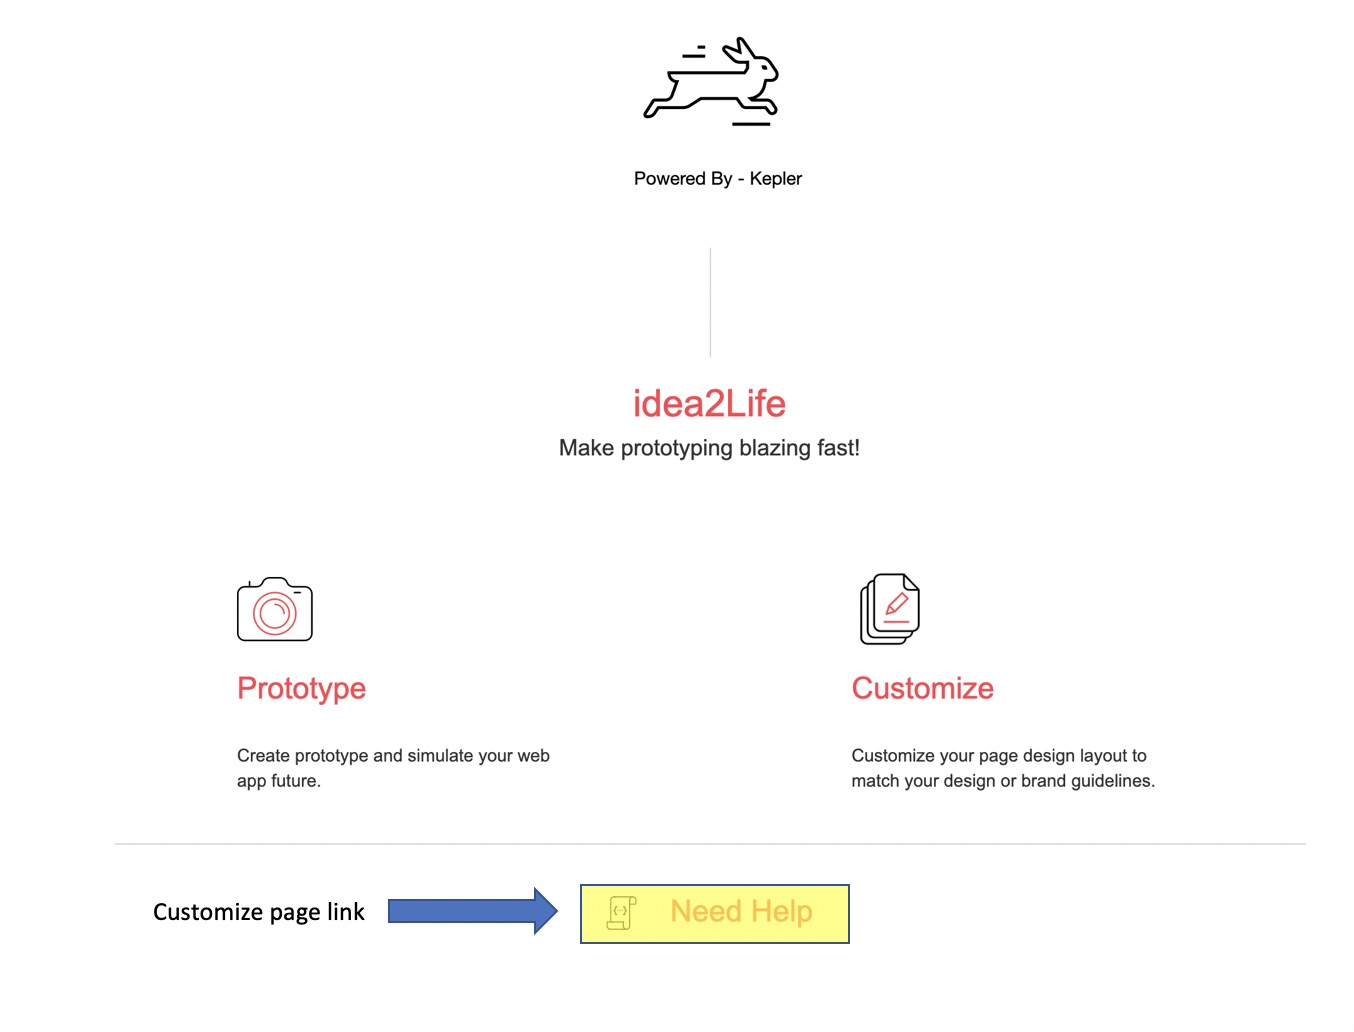 Powered By - Kepler
idea2Life
Make prototyping blazing fast!
Prototype
Create prototype and simulate your web
app future.
Customize
Customize your page design layout to
match your design or brand guidelines.
Customize page link
{-·}
Need Help